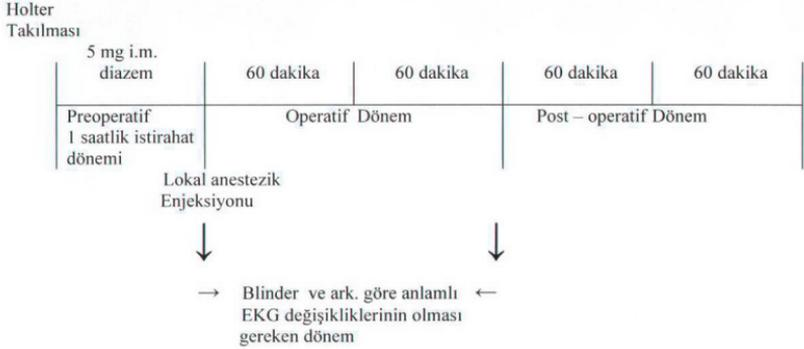 Holter
Takılması
5 mg i.m.
diazem
60 dakika
60 dakika
60 dakika
60 dakika
Preoperatif
1 saatlik istirahat
dönemi
Operatif Dönem
Post – operatif Dönem
Lokal anestezik
Enjeksiyonu
→ Blinder ve ark. göre anlamlı ←
EKG değişikliklerinin olması
gereken dönem